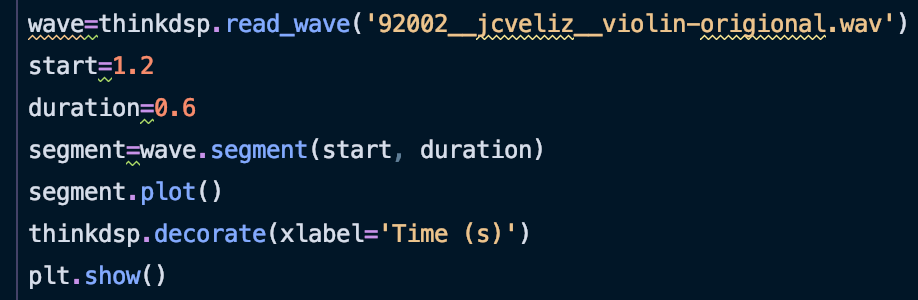 wave=thinkdsp.read_wave('92002__jcveliz__violin-origional.wav')
start=1.2
duration=0.6
segment=wave.segment(start, duration)
segment.plot()
thinkdsp.decorate(xlabel='Time (s)')
plt.show()